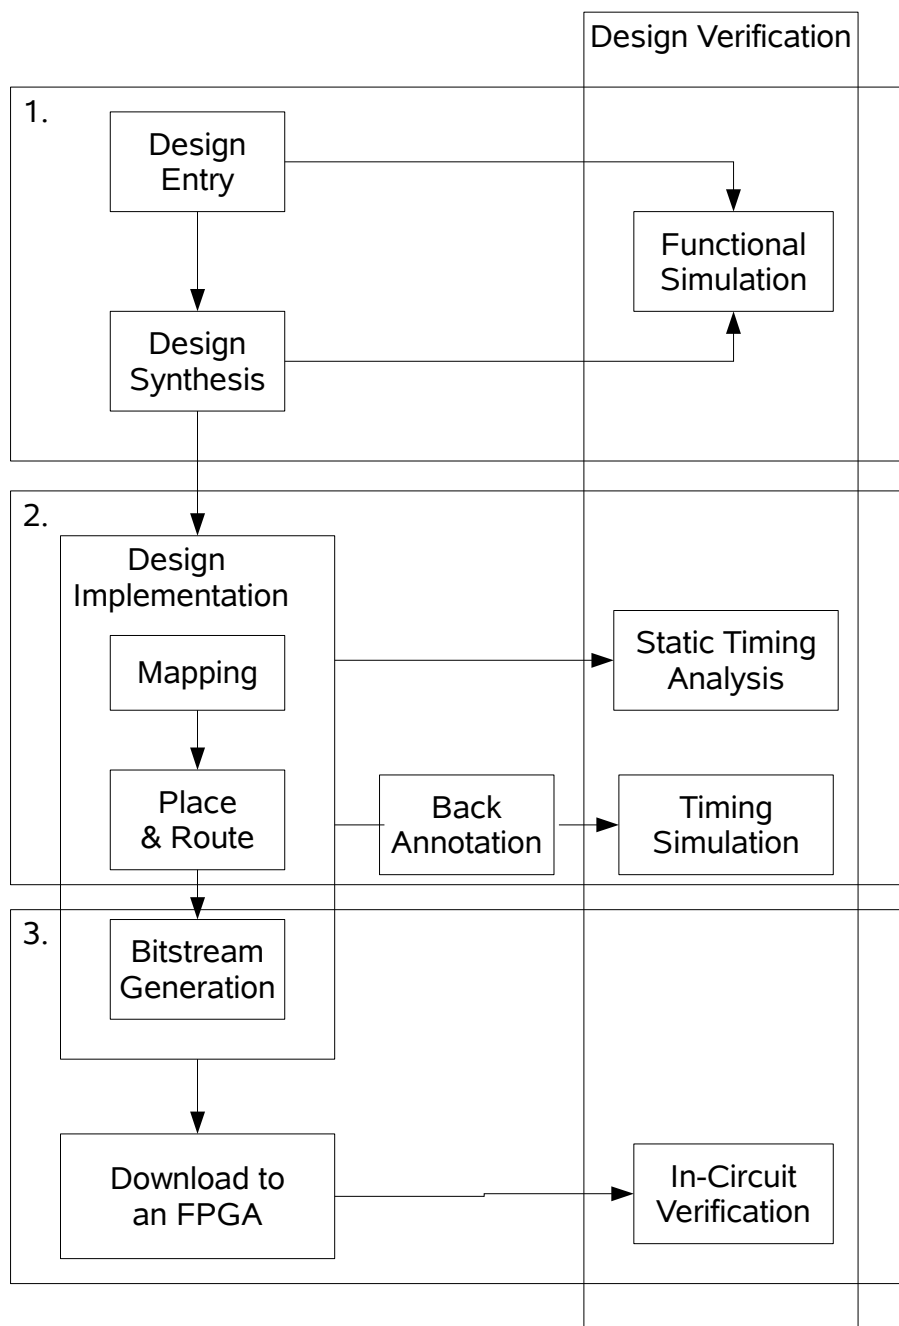 Design Verification
1.
Design
Entry
Functional
Simulation
Design
Synthesis
2.
Design
Implementation
Mapping
Static Timing
Analysis
Place
& Route
Back
Annotation
Timing
Simulation
3.
Bitstream
Generation
Download to
an FPGA
In-Circuit
Verification